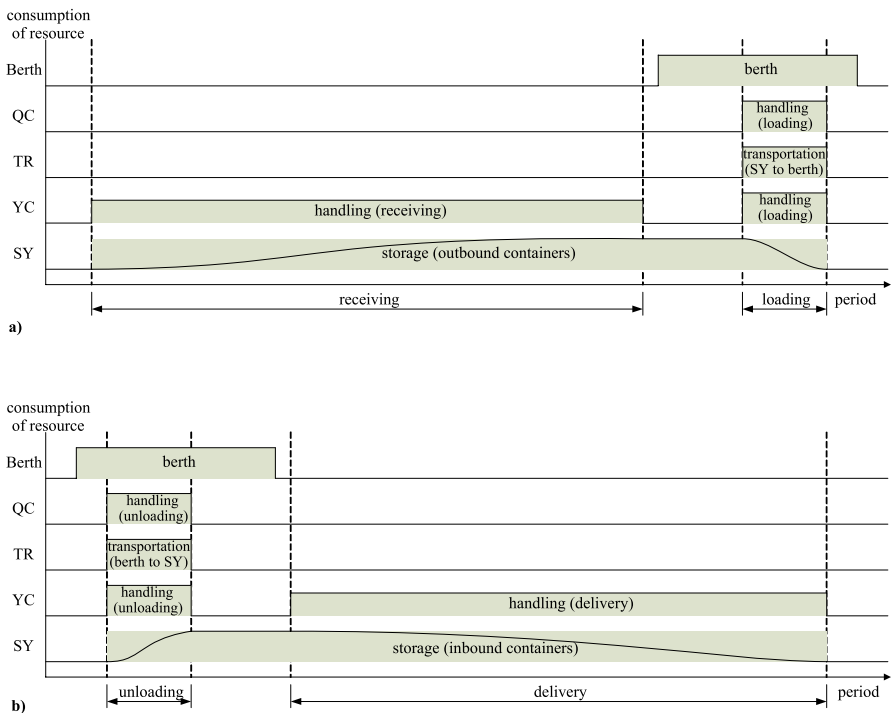 consumption
of resource
Berth
berth
QC
handling
(loading)
TR
transportation
(SY to berth)
YC
handling (receiving)
handling
(loading)
SY
storage (outbound containers)
receiving
loading
period
a)
consumption
of resource
Berth
berth
QC
handling
(unloading)
TR
transportation
(berth to SY)
YC
handling
(unloading)
handling (delivery)
SY
storage (inbound containers)
unloading
delivery
period
b)